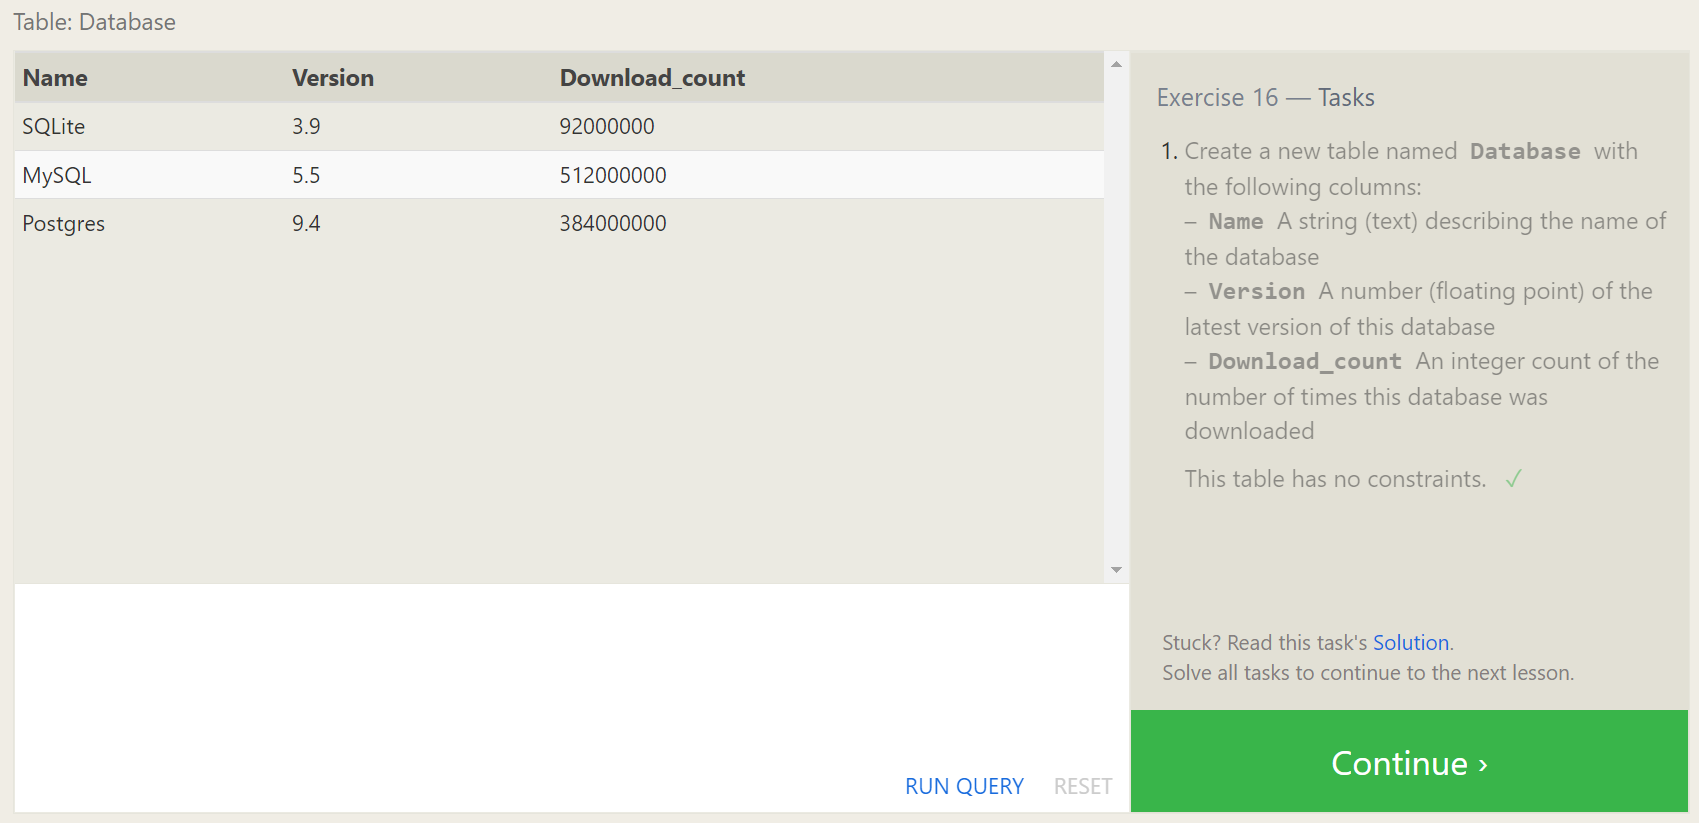 Table: Database
Name Version Download_count
SQLite 3.9 92000000
MySQL 5.5 512000000
Postgres 9.4 384000000
RUN QUERY RESET
Exercise 16 — Tasks
1. Create a new table named Database with
the following columns:
– Name A string (text) describing the name of
the database
– Version A number (floating point) of the
latest version of this database
– Download_count An integer count of the
number of times this database was
downloaded
This table has no constraints. ✓
Stuck? Read this task's Solution.
Solve all tasks to continue to the next lesson.
Continue ›